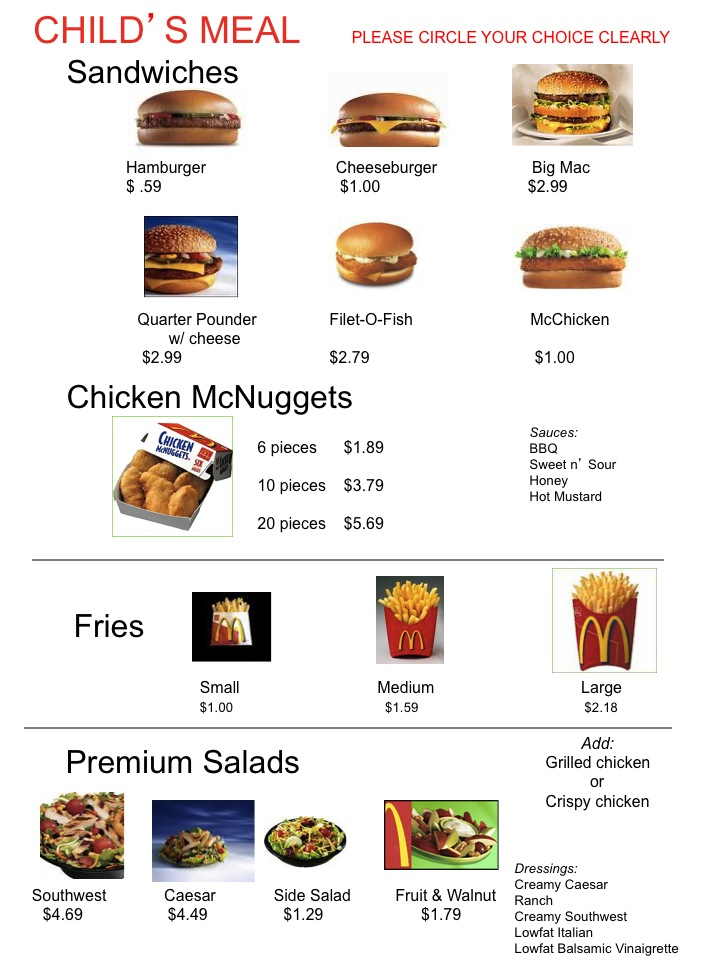 CHILD’S MEAL
PLEASE CIRCLE YOUR CHOICE CLEARLY
Sandwiches
Hamburger
$ .59
Cheeseburger
$1.00
Big Mac
$2.99
Quarter Pounder
w/ cheese
$2.99
Filet-O-Fish
$2.79
McChicken
$1.00
Chicken McNuggets
CHICKEN
McNUGGETS
SIX
6 pieces $1.89
10 pieces $3.79
20 pieces $5.69
Sauces:
BBQ
Sweet n’ Sour
Honey
Hot Mustard
Fries
Small
$1.00
Medium
$1.59
Large
$2.18
Premium Salads
Add:
Grilled chicken
or
Crispy chicken
Southwest
$4.69
Caesar
$4.49
Side Salad
$1.29
Fruit & Walnut
$1.79
Dressings:
Creamy Caesar
Ranch
Creamy Southwest
Lowfat Italian
Lowfat Balsamic Vinaigrette